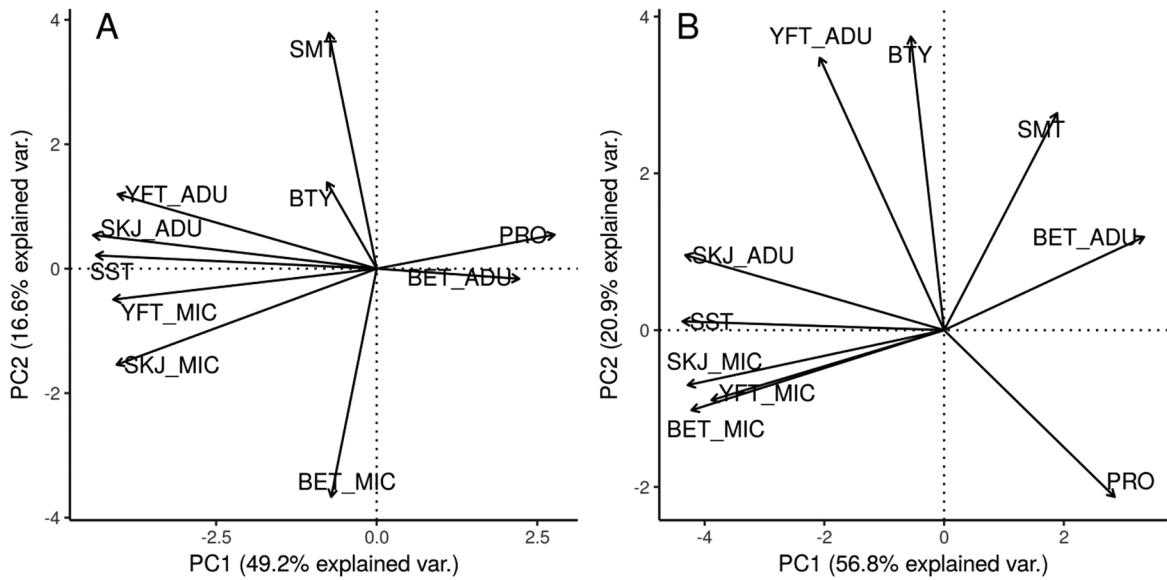 A
4
2
0
-2
-4
PC2 (16.6% explained var.)
SMT
YFT_ADU
BTY
SKJ_ADU
PRO
SST
BET_ADU
YFT_MIC
SKJ_MIC
BET_MIC
-2.5
0.0
2.5
PC1 (49.2% explained var.)
B
4
2
0
-2
PC2 (20.9% explained var.)
YFT_ADU
BTY
SMT
BET_ADU
SKJ_ADU
SST
SKJ_MIC
YFT_MIC
BET_MIC
PRO
-4
-2
0
2
PC1 (56.8% explained var.)